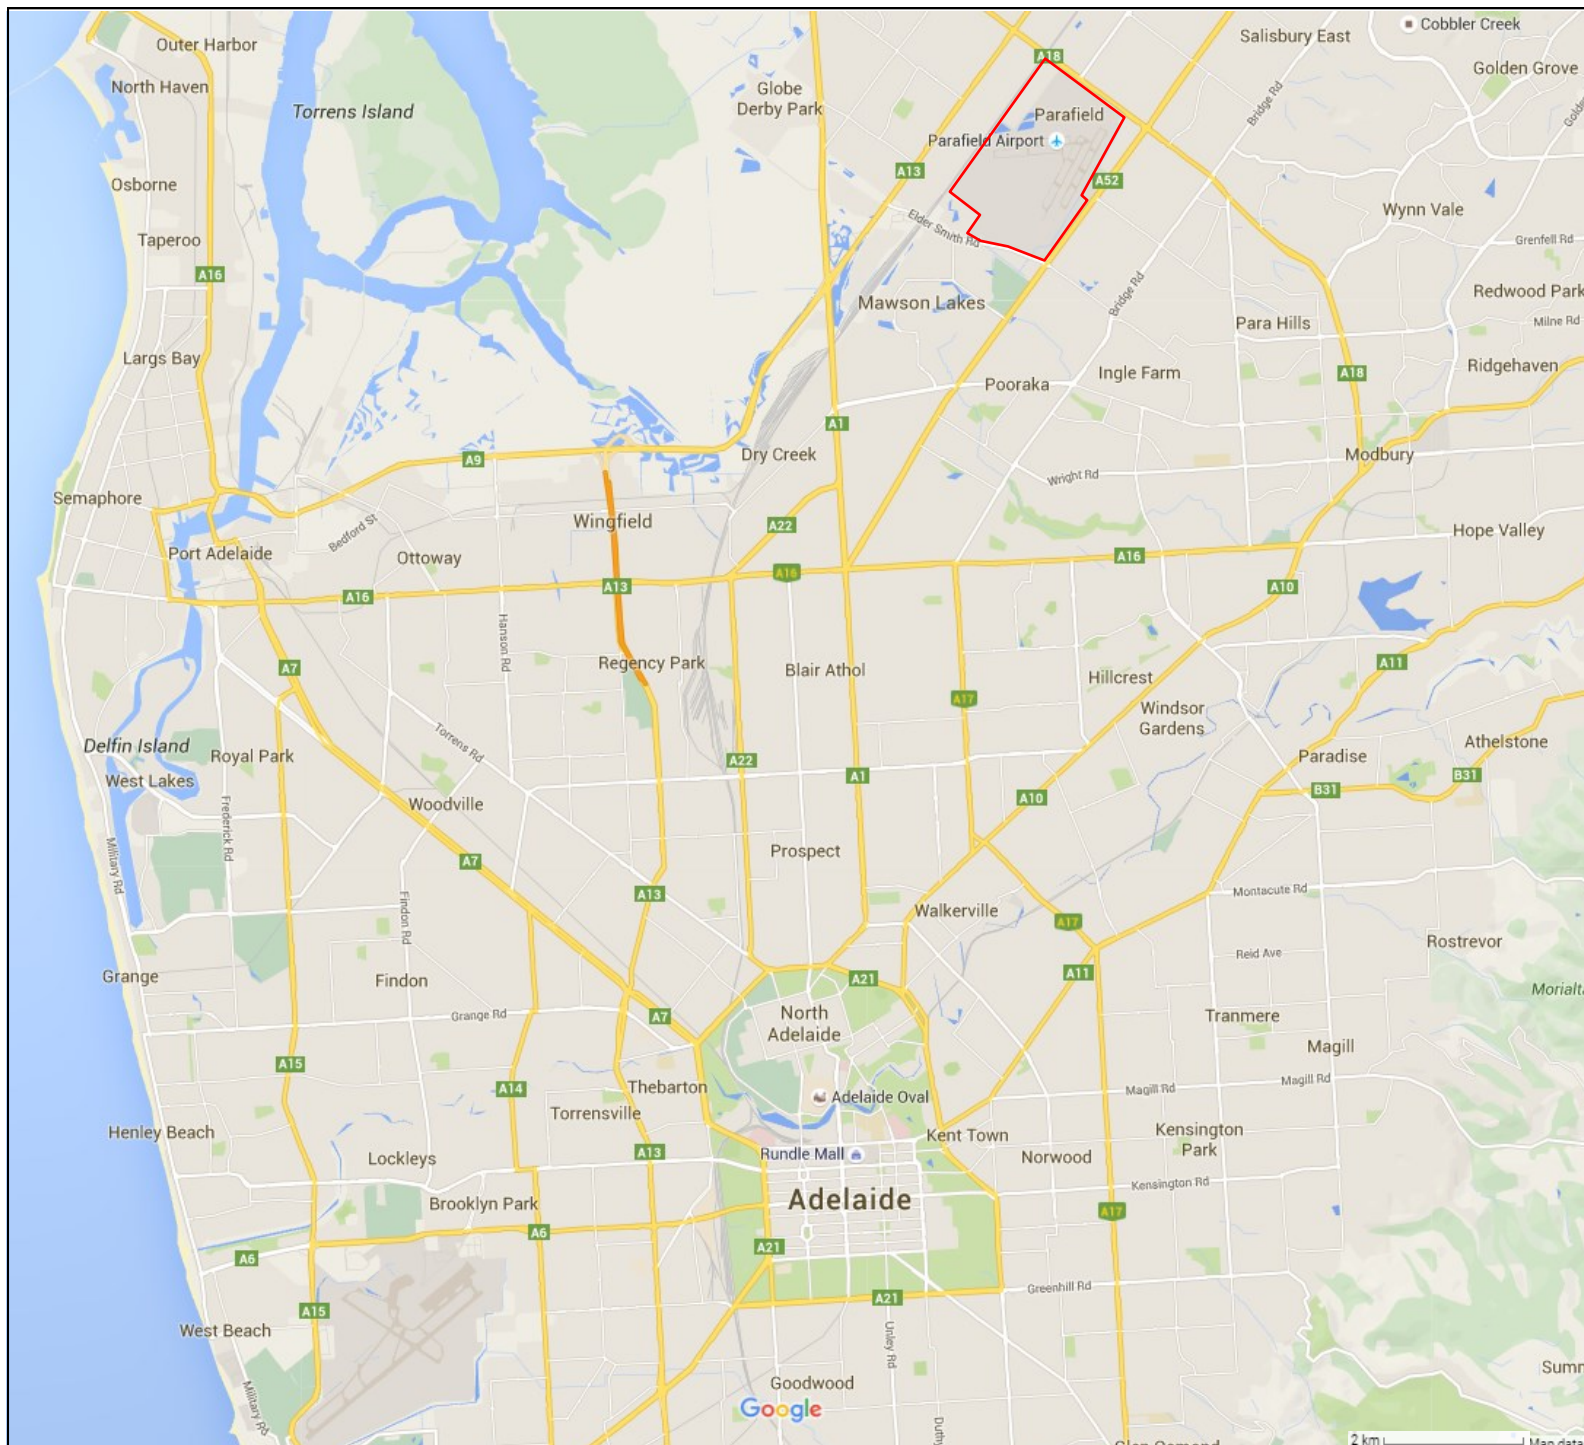 Outer Harbor
North Haven
Torrens Island
Globe
Derby Park
A18
Salisbury East
Cobbler Creek
Golden Grove
Bridge Rd
Parafield
Parafield Airport
A13
A52
Osborne
Taperoo
A16
Elder Smith Rd
Wynn Vale
Grenfell Rd
Mawson Lakes
Bridge Rd
Redwood Park
Para Hills
Milne Rd
Largs Bay
Ridgehaven
Pooraka
Ingle Farm
A18
A1
A9
Dry Creek
Modbury
Wright Rd
Semaphore
Wingfield
A22
Bedford St
Hope Valley
Port Adelaide
Ottoway
A16
A16
A13
A16
A10
Hanson Rd
A7
Regency Park
Blair Athol
Hillcrest
A11
A17
Windsor
Gardens
Delfin Island
Royal Park
Torrens Rd
A22
A1
Paradise
Athelstone
B31
West Lakes
Woodville
A10
B31
Frederick Rd
Military Rd
A7
Prospect
A13
Montacute Rd
Findon Rd
Walkerville
A17
Rostrevor
Reid Ave
Grange
Findon
A21
A11
North
Adelaide
Grange Rd
A7
Tranmere
Magill
A15
A14
Thebarton
Magill Rd
Magill Rd
Torrensville
Adelaide Oval
Henley Beach
Kent Town
Kensington
Park
A13
Rundle Mall
Lockleys
Norwood
Brooklyn Park
Adelaide
Kensington Rd
A17
A6
A6
A21
A15
A21
Greenhill Rd
West Beach
Unley Rd
Military Rd
Goodwood
Google
2 km
Map data